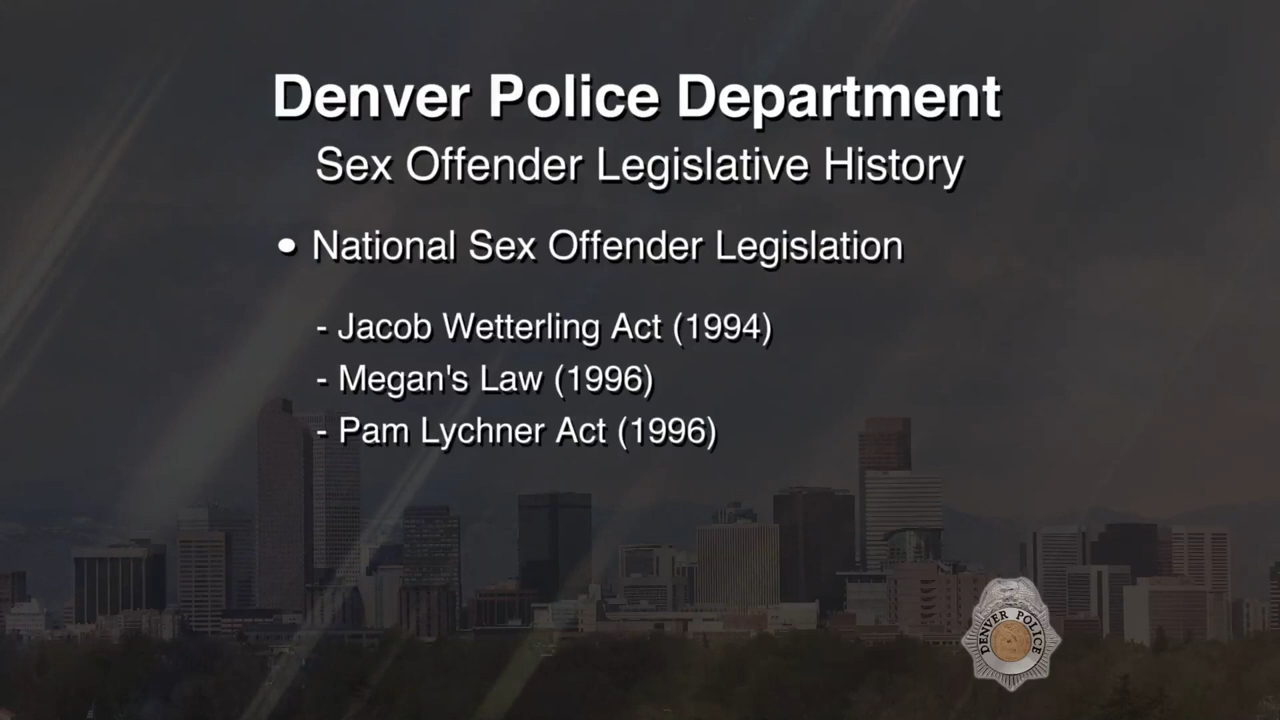 Denver Police Department
Sex Offender Legislative History
• National Sex Offender Legislation
- Jacob Wetterling Act (1994)
- Megan's Law (1996)
- Pam Lychner Act (1996)
DENVER POLICE